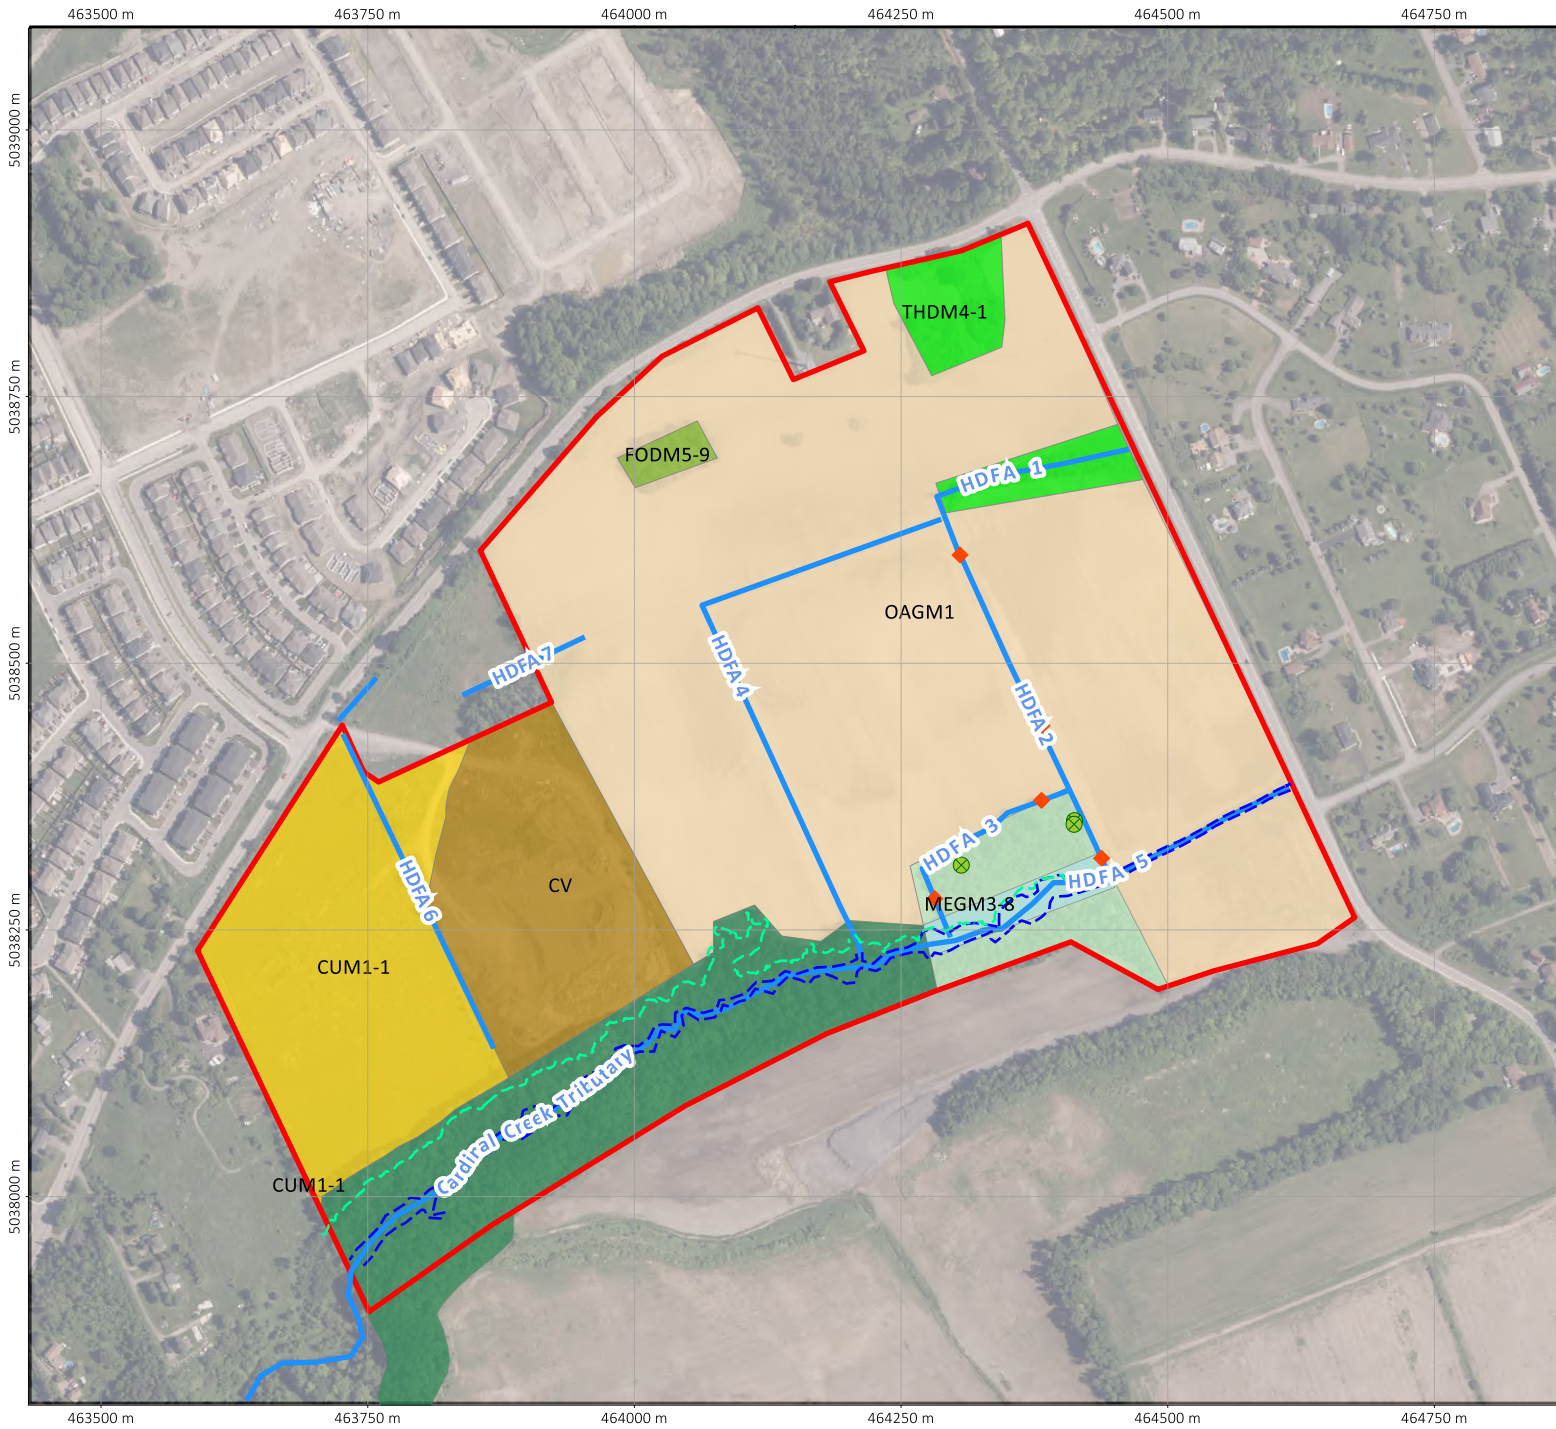 463500 m
463750 m
464000 m
464250 m
464500 m
464750 m
5039000 m
5038750 m
5038500 m
5038250 m
5038000 m
THDM4-1
FODM5-9
HDFA 1
OAGM1
HDFA 7
HDFA 4
HDFA 2
HDFA 3
HDFA 5
HDFA 6
CV
MEGM3-8
CUM1-1
Cardiral Creek Tributary
CUM1-1
463500 m
463750 m
464000 m
464250 m
464500 m
464750 m